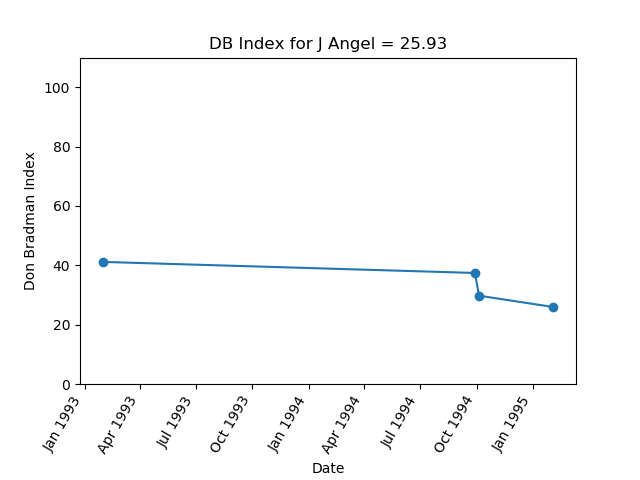 DB Index for J Angel = 25.93
100
80
60
40
20
0
Don Bradman Index
Jan 1993
Apr 1993
Jul 1993
Oct 1993
Jan 1994
Apr 1994
Jul 1994
Oct 1994
Jan 1995
Date